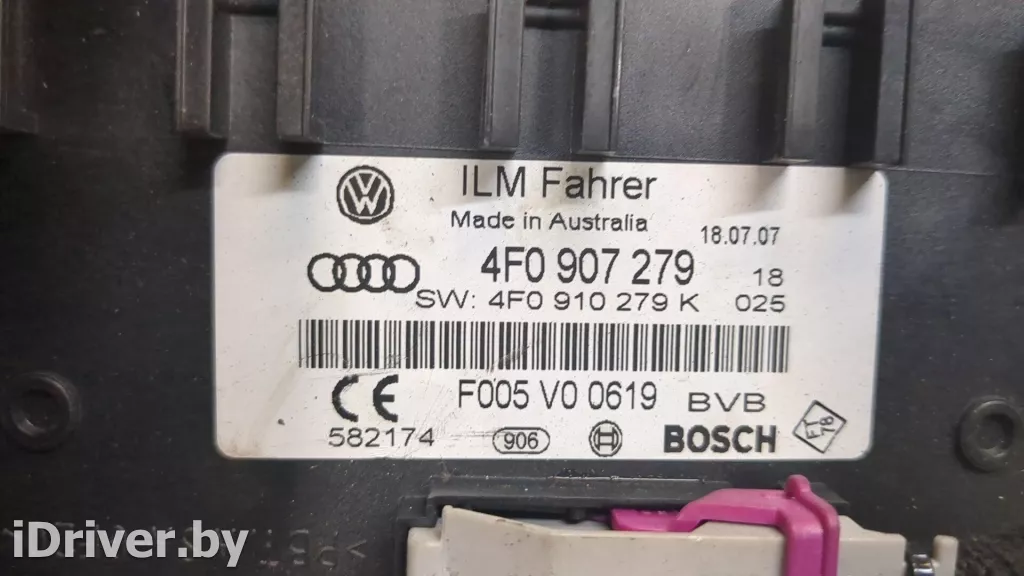 ILM Fahrer
Made in Australia
18.07.07
4F0 907 279 18
SW: 4F0 910 279 K 025
F005 V0 0619 BVB
582174 906 BOSCH
iDriver.by